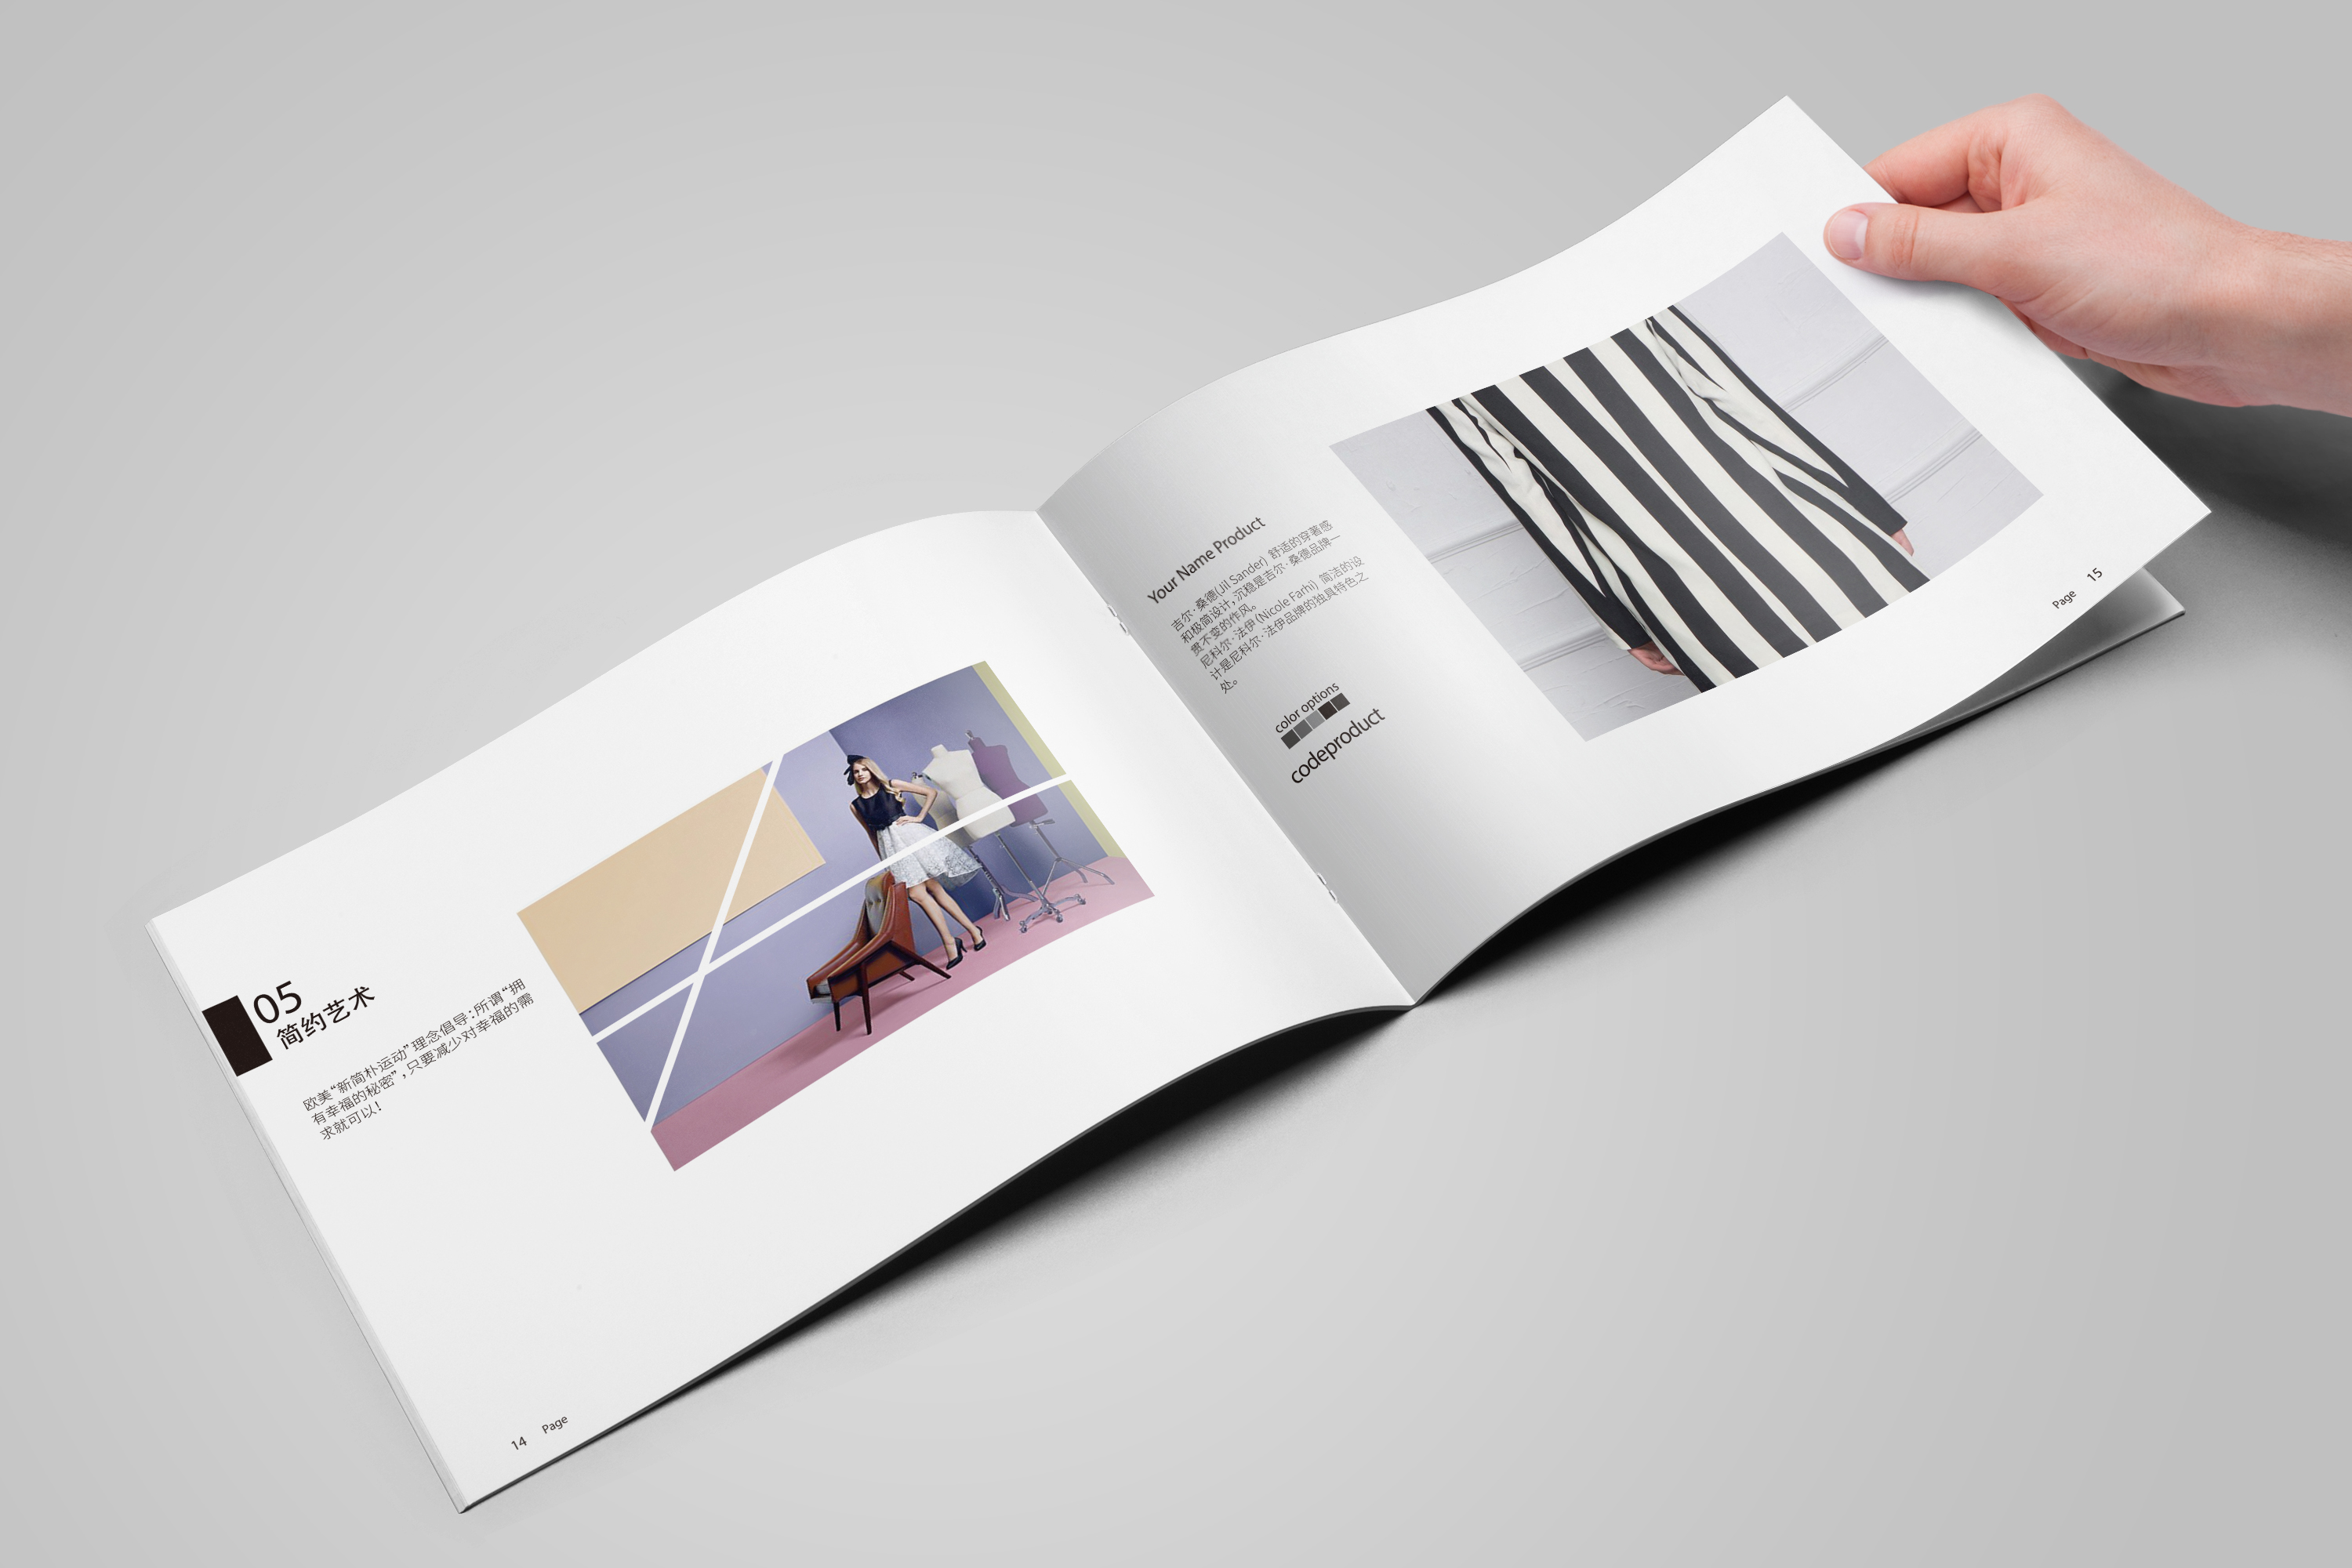 05
简约艺术
欧美“新简朴运动”理念倡导：所谓“拥
有幸福的秘密”，只要减少对幸福的需
求就可以！
14 Page
Your Name Product
吉尔·桑德(Jil Sander) 舒适的穿著感
和极简设计，沉稳是吉尔·桑德品牌一
贯不变的作风。
尼科尔·法伊 (Nicole Farhi) 简洁的设
计是尼科尔·法伊品牌的独具特色之
处。
color options
codeproduct
Page 15